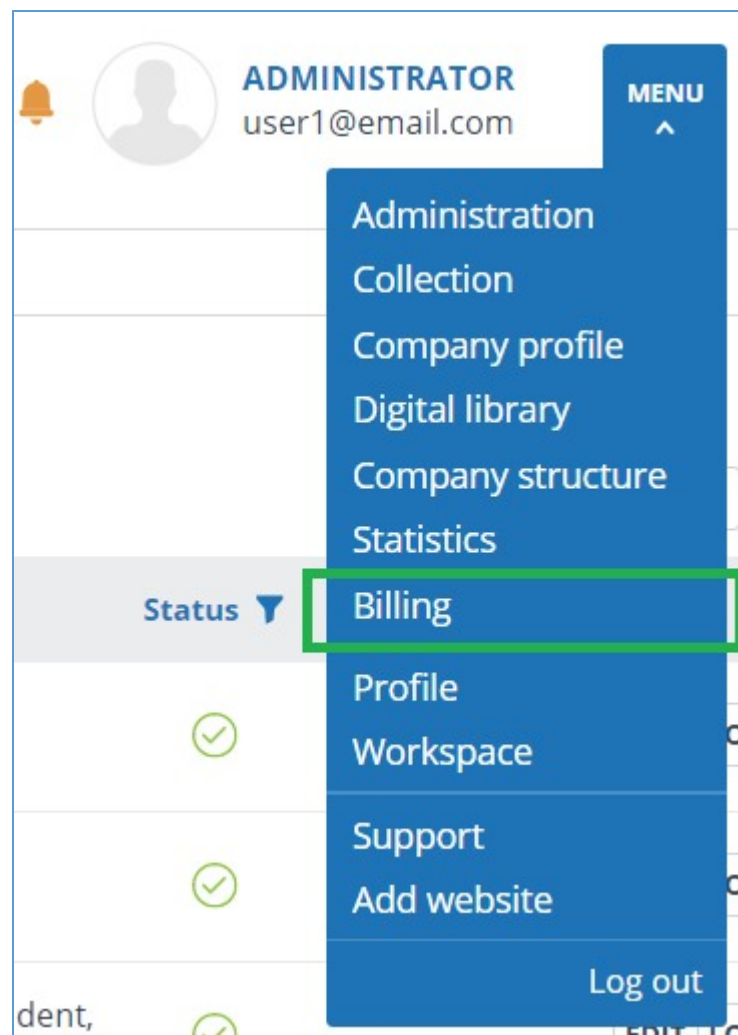 ADMINISTRATOR
user1@email.com
MENU
Administration
Collection
Company profile
Digital library
Company structure
Statistics
Status
Billing
Profile
Workspace
Support
Add website
Log out
dent,